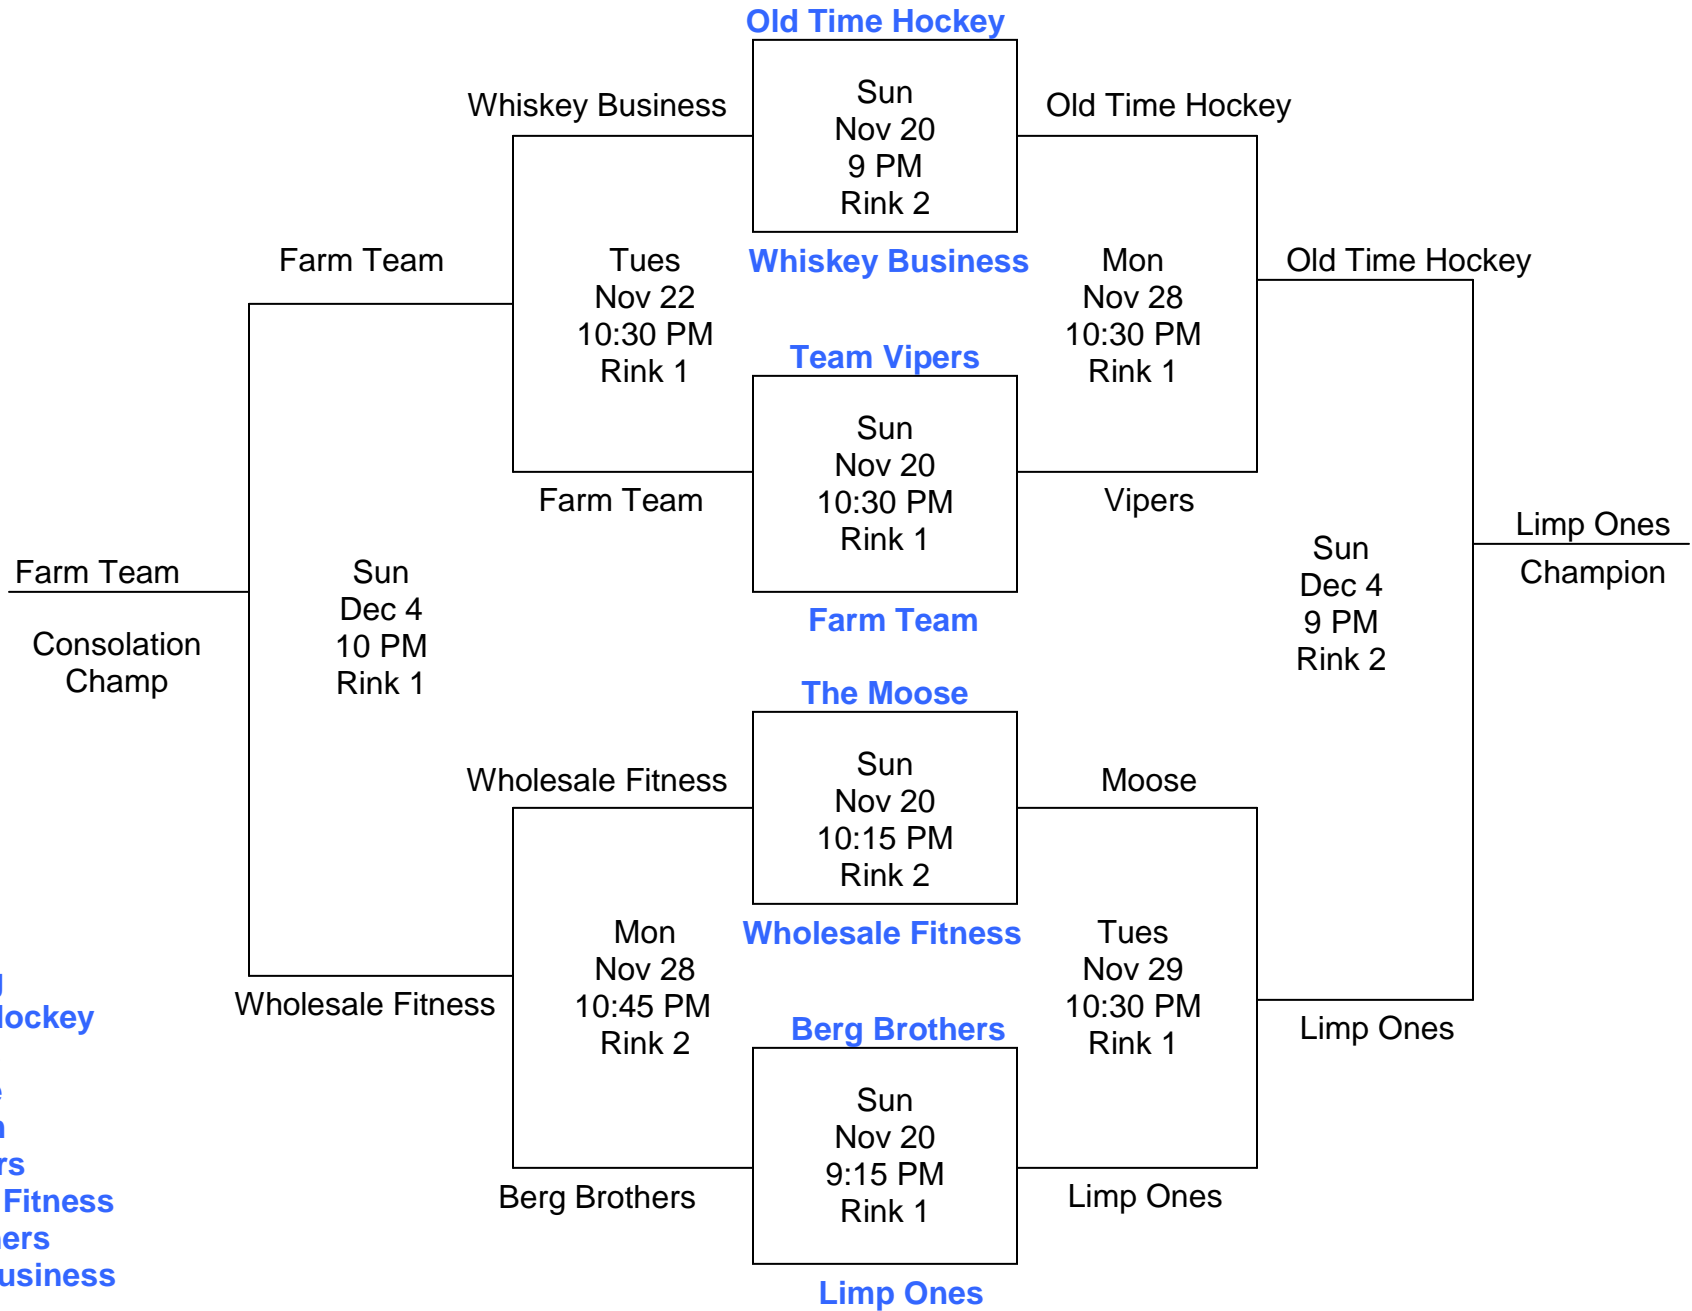 Old Time Hockey
Sun
Nov 20
9 PM
Rink 2
Whiskey Business
Old Time Hockey
Whiskey Business
Farm Team
Tues
Nov 22
10:30 PM
Rink 1
Mon
Nov 28
10:30 PM
Rink 1
Old Time Hockey
Team Vipers
Sun
Nov 20
10:30 PM
Rink 1
Farm Team
Vipers
Farm Team
Farm Team
Consolation
Champ
Sun
Dec 4
10 PM
Rink 1
Sun
Dec 4
9 PM
Rink 2
Limp Ones
Champion
The Moose
Sun
Nov 20
10:15 PM
Rink 2
Wholesale Fitness
Moose
Wholesale Fitness
Wholesale Fitness
Mon
Nov 28
10:45 PM
Rink 2
Tues
Nov 29
10:30 PM
Rink 1
Limp Ones
Berg Brothers
Sun
Nov 20
9:15 PM
Rink 1
Berg Brothers
Limp Ones
Limp Ones
Fitness